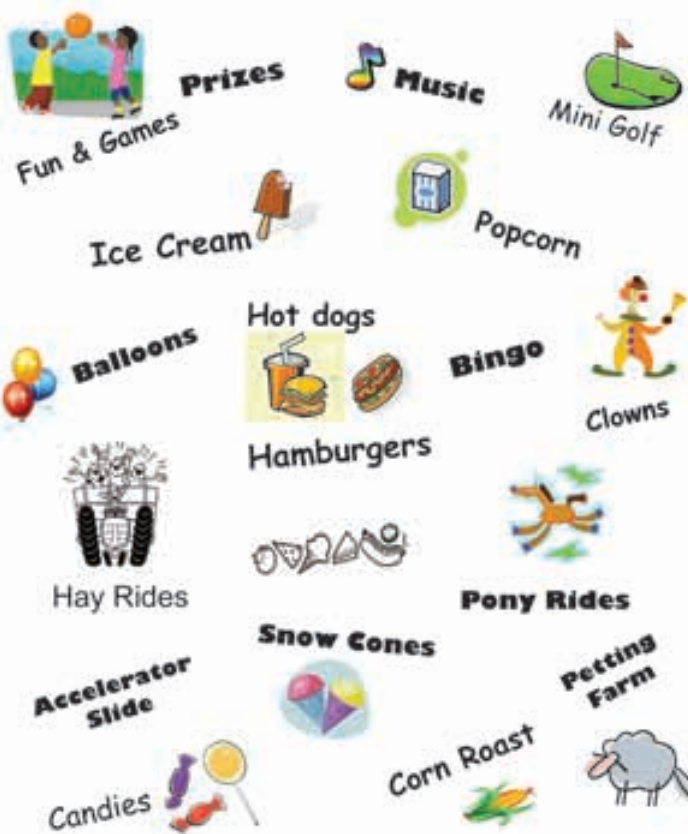 Prizes
Music
Mini Golf
Fun & Games
Ice Cream
Popcorn
Hot dogs
Balloons
Bingo
Clowns
Hamburgers
Hay Rides
Pony Rides
Snow Cones
Accelerator
Slide
Petting
Farm
Corn Roast
Candies